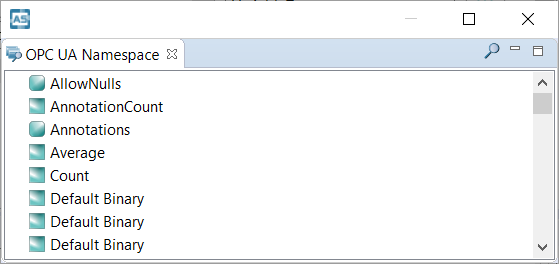 AS
OPC UA Namespace
AllowNulls
AnnotationCount
Annotations
Average
Count
Default Binary
Default Binary
Default Binary